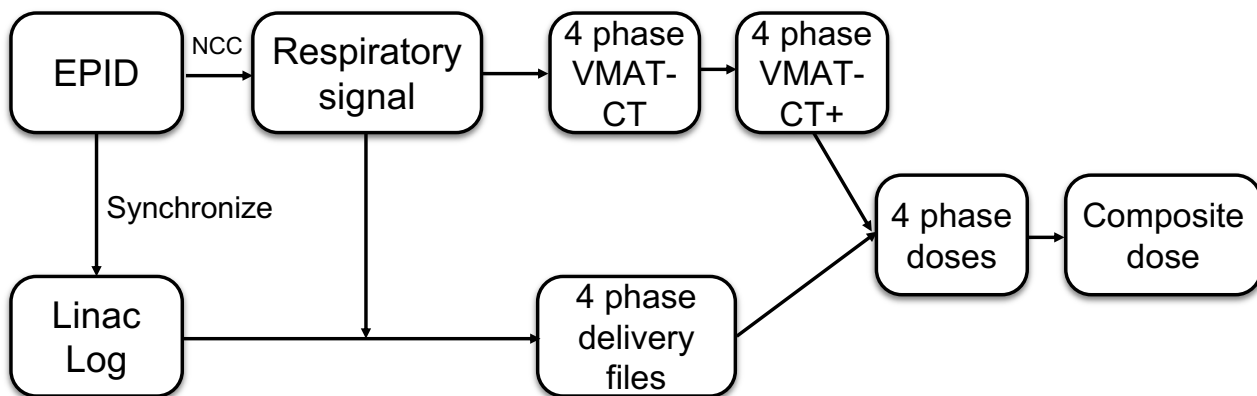 EPID
NCC
Respiratory
signal
4 phase
VMAT-
CT
4 phase
VMAT-
CT+
Synchronize
4 phase
doses
Composite
dose
Linac
Log
4 phase
delivery
files